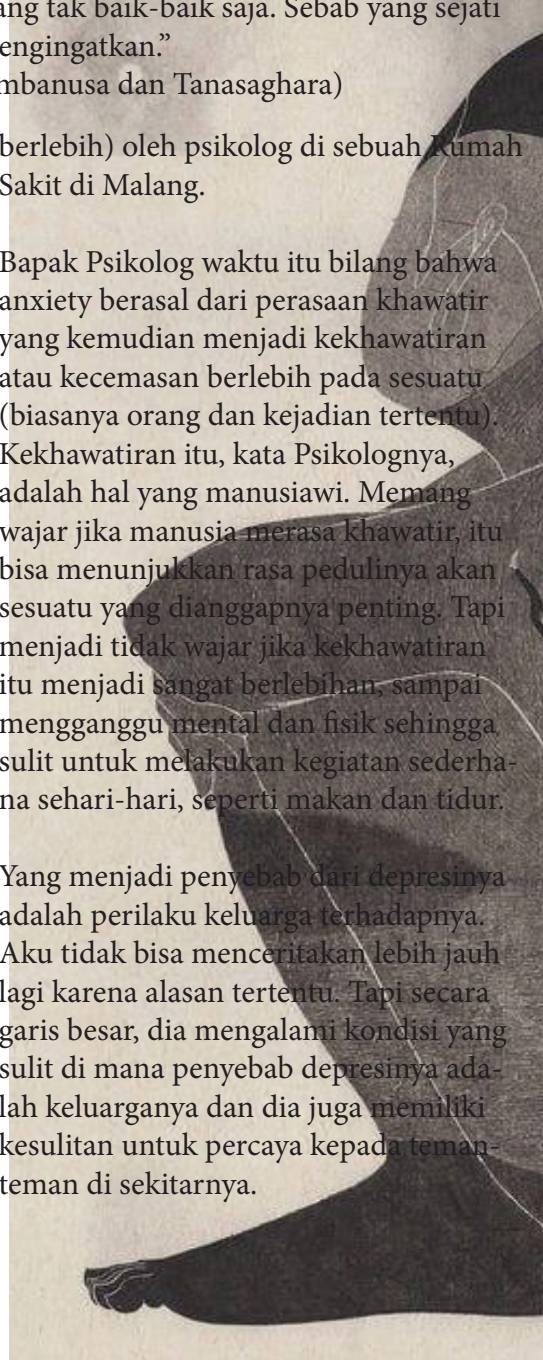 ang tak baik-baik saja. Sebab yang sejati
engingatkan.”
mbanusa dan Tanasaghara)
berlebih) oleh psikolog di sebuah Rumah
Sakit di Malang.
Bapak Psikolog waktu itu bilang bahwa
anxiety berasal dari perasaan khawatir
yang kemudian menjadi kekhawatiran
atau kecemasan berlebih pada sesuatu
(biasanya orang dan kejadian tertentu).
Kekhawatiran itu, kata Psikolognya,
adalah hal yang manusiawi. Memang
wajar jika manusia merasa khawatir, itu
bisa menunjukkan rasa pedulinya akan
sesuatu yang dianggapnya penting. Tapi
menjadi tidak wajar jika kekhawatiran
itu menjadi sangat berlebihan, sampai
mengganggu mental dan fisik sehingga
sulit untuk melakukan kegiatan sederha-
na sehari-hari, seperti makan dan tidur.
Yang menjadi penyebab dari depresinya
adalah perilaku keluarga terhadapnya.
Aku tidak bisa menceritakan lebih jauh
lagi karena alasan tertentu. Tapi secara
garis besar, dia mengalami kondisi yang
sulit di mana penyebab depresinya ada-
lah keluarganya dan dia juga memiliki
kesulitan untuk percaya kepada teman-
teman di sekitarnya.